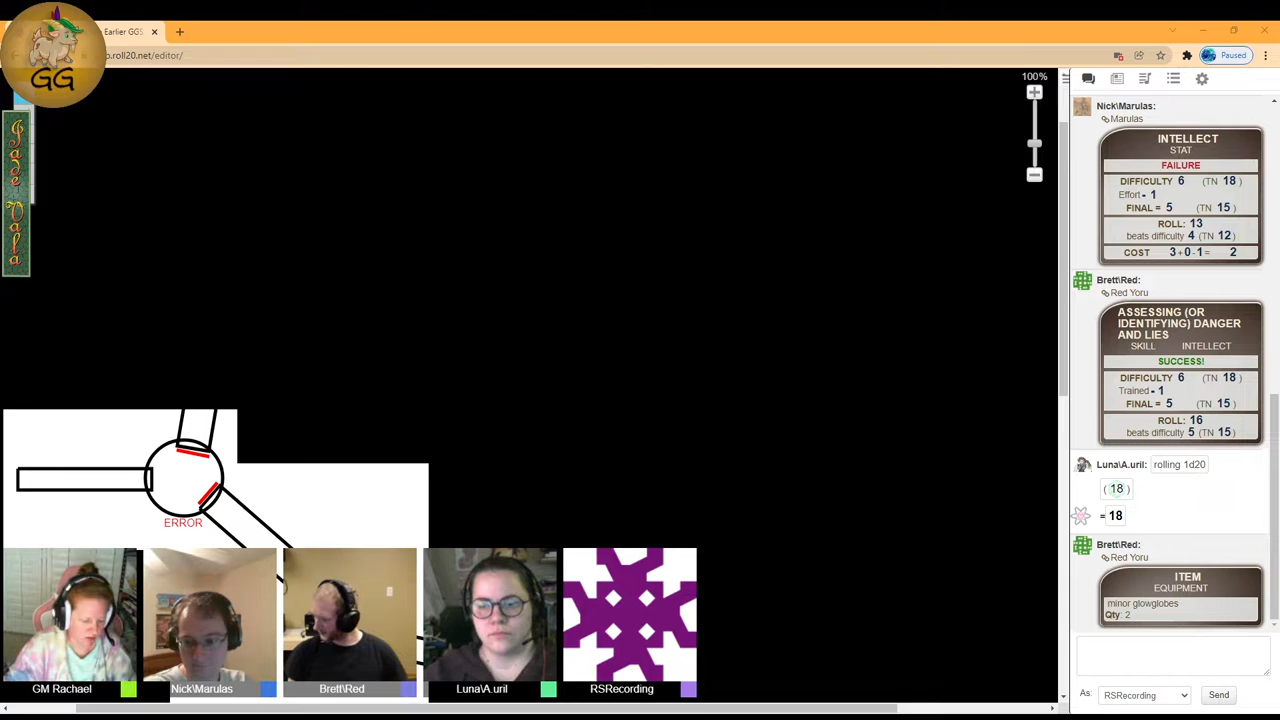 Earlier GGS
GG
p.roll20.net/editor/
Paused
Jade Vala
100%
ERROR
GM Rachael
Nick\Marulas
Brett\Red
Luna\A.uril
RSRecording
Nick\Marulas:
Marulas
INTELLECT
STAT
FAILURE
DIFFICULTY 6 (TN 18 )
Effort - 1
FINAL = 5 (TN 15 )
ROLL: 13
beats difficulty 4 (TN 12 )
COST 3 + 0 - 1 = 2
Brett\Red:
Red Yoru
ASSESSING (OR
IDENTIFYING) DANGER
AND LIES
SKILL INTELLECT
SUCCESS!
DIFFICULTY 6 (TN 18 )
Trained - 1
FINAL = 5 (TN 15 )
ROLL: 16
beats difficulty 5 (TN 15 )
Luna\A.uril: rolling 1d20
( 18 )
= 18
Brett\Red:
Red Yoru
ITEM
EQUIPMENT
minor glowglobes
Qty: 2
As: RSRecording Send